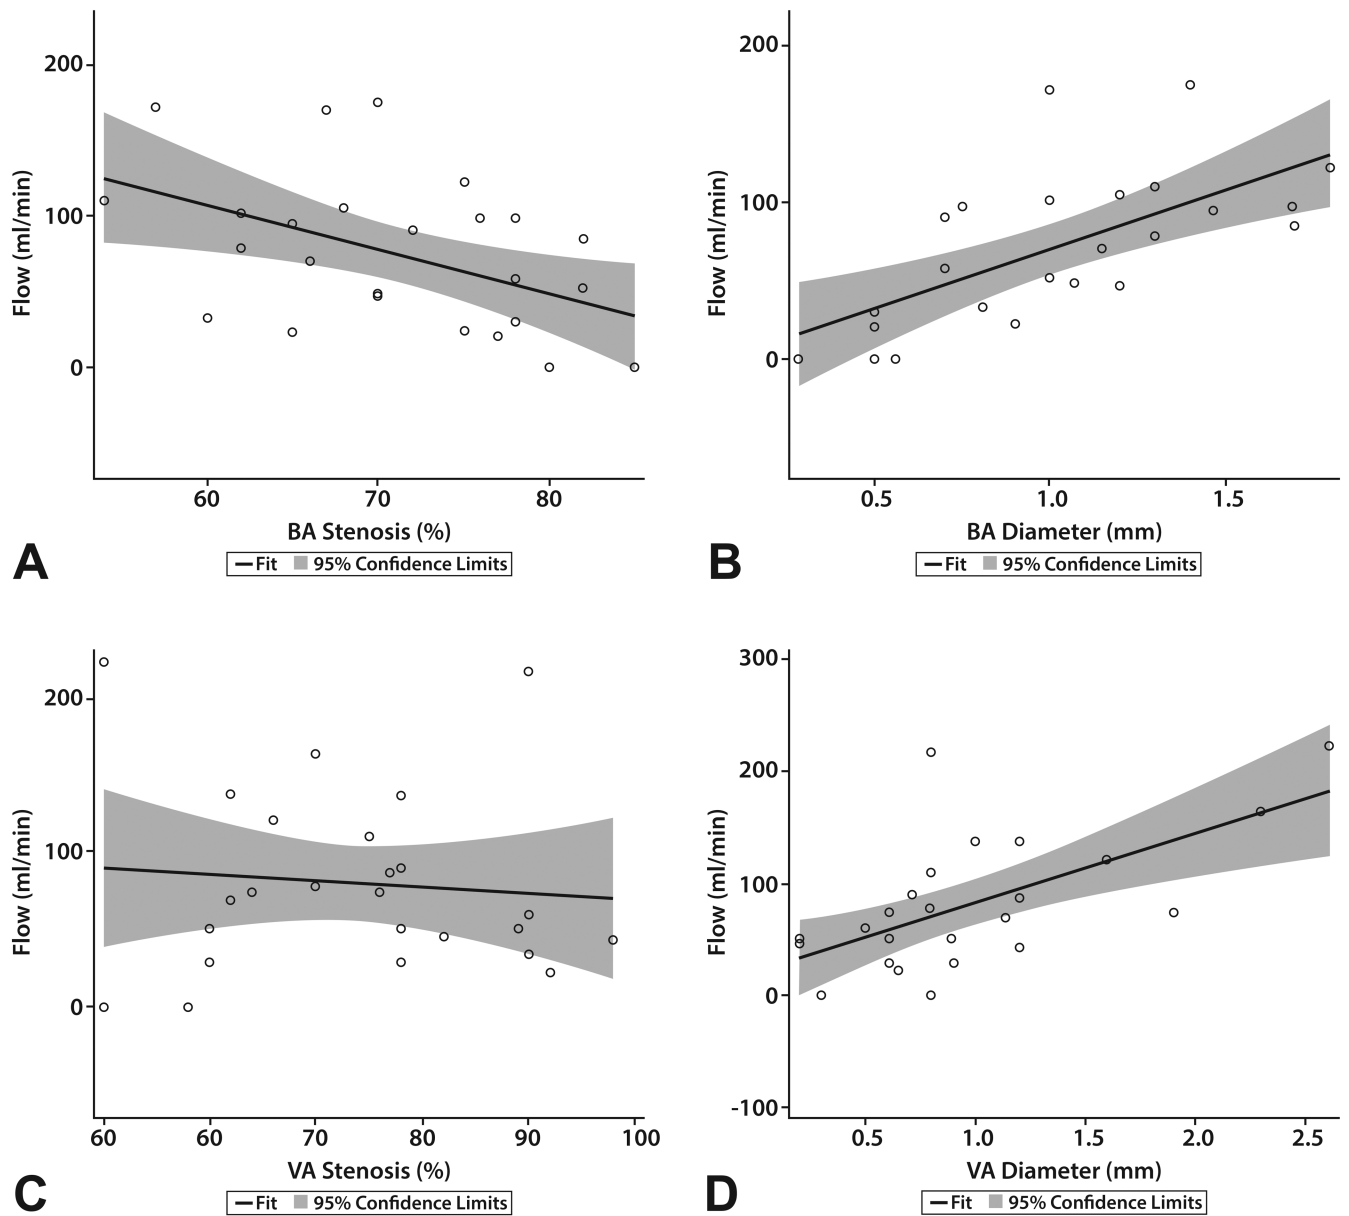 200
100
0
Flow (ml/min)
60 70 80
BA Stenosis (%)
Fit 95% Confidence Limits
A
200
100
0
Flow (ml/min)
0.5 1.0 1.5
BA Diameter (mm)
Fit 95% Confidence Limits
B
200
100
0
Flow (ml/min)
60 60 70 80 90 100
VA Stenosis (%)
Fit 95% Confidence Limits
C
300
200
100
0
-100
Flow (ml/min)
0.5 1.0 1.5 2.0 2.5
VA Diameter (mm)
Fit 95% Confidence Limits
D